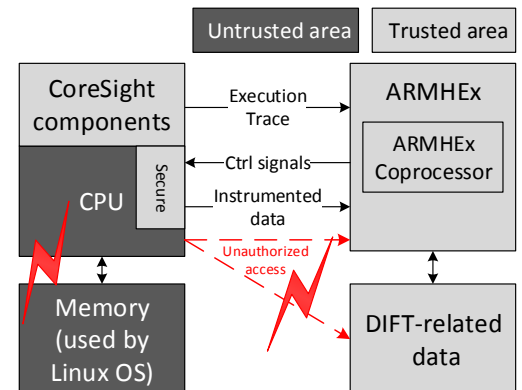 Untrusted area
Trusted area
CoreSight
components
Execution
Trace
ARMHEx
ARMHEx
Coprocessor
Ctrl signals
CPU
Secure
Instrumented
data
Unauthorized
access
Memory
(used by
Linux OS)
DIFT-related
data